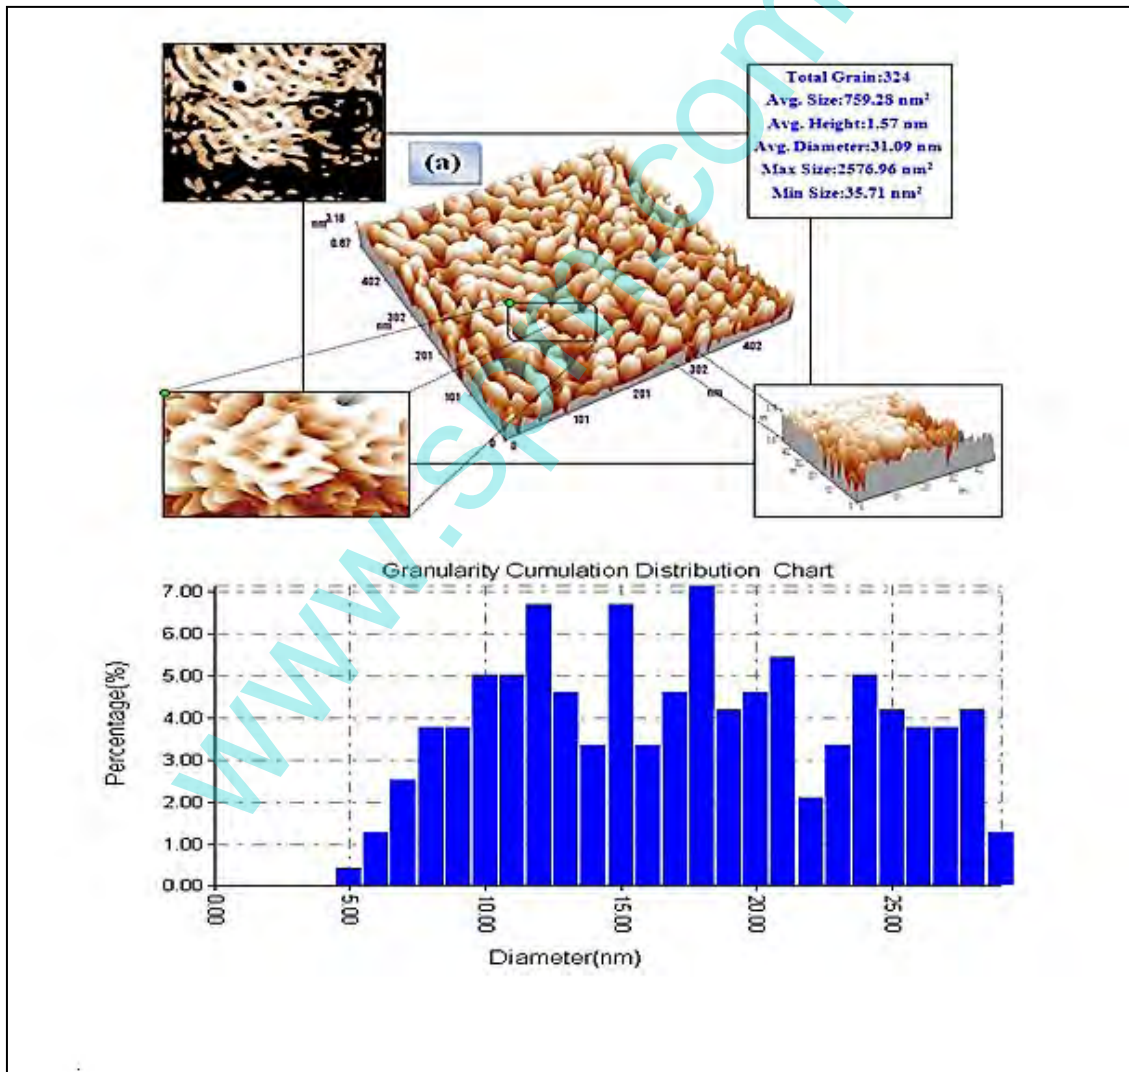 Total Grain:324
Avg. Size:759.28 nm²
Avg. Height:1.57 nm
Avg. Diameter:31.09 nm
Max Size:2576.96 nm²
Min Size:35.71 nm²
(a)
3.18
nm
0.67
402
302
nm
201
101
0
0
101
201
302
nm
402
Granularity Cumulation Distribution Chart
7.00
6.00
5.00
4.00
3.00
2.00
1.00
0.00
Percentage(%)
0.00
5.00
10.00
15.00
20.00
25.00
Diameter(nm)